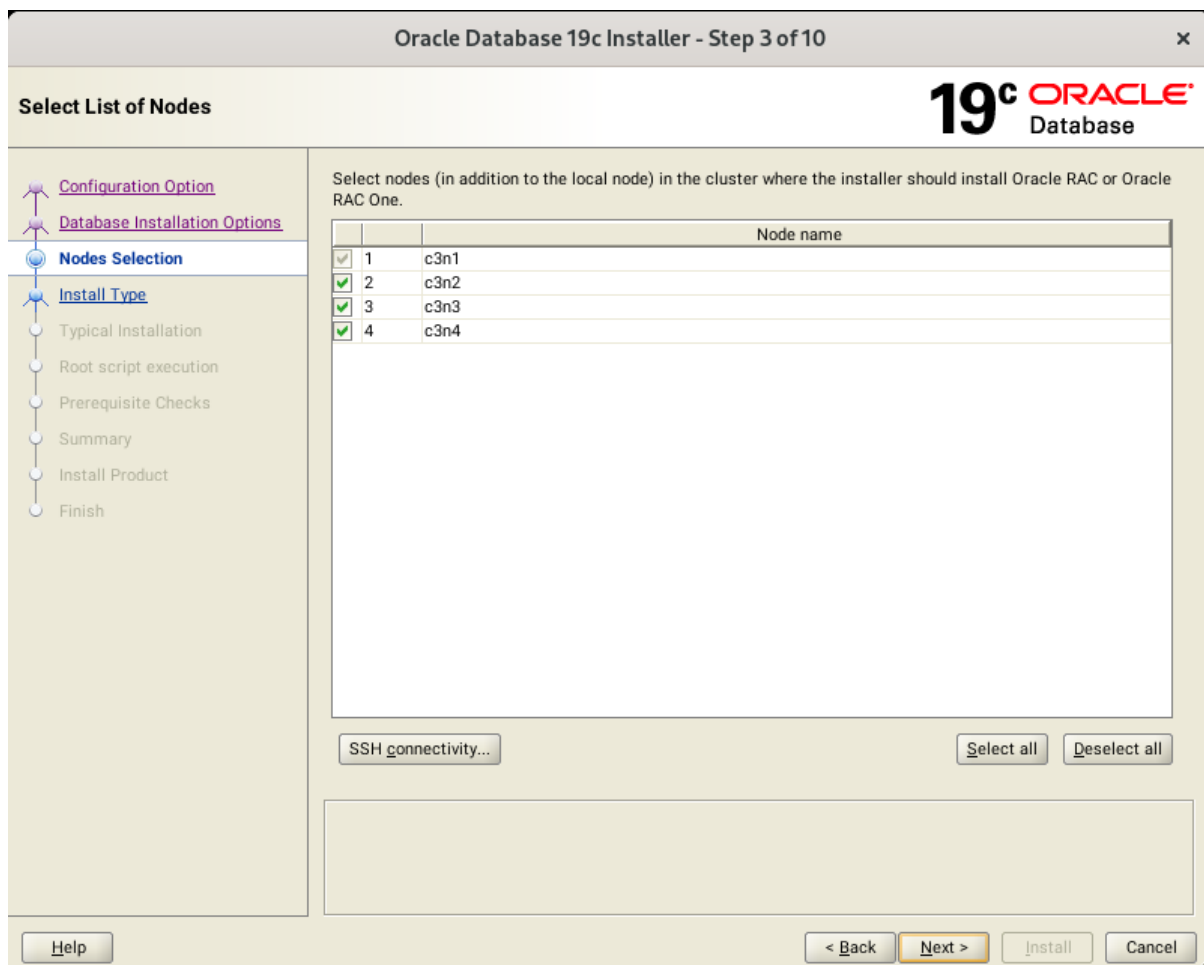 Oracle Database 19c Installer - Step 3 of 10
Select List of Nodes
19c ORACLE
Database
Configuration Option
Database Installation Options
Nodes Selection
Install Type
Typical Installation
Root script execution
Prerequisite Checks
Summary
Install Product
Finish
Select nodes (in addition to the local node) in the cluster where the installer should install Oracle RAC or Oracle
RAC One.
Node name
1 c3n1
2 c3n2
3 c3n3
4 c3n4
SSH connectivity... Select all Deselect all
Help < Back Next > Install Cancel